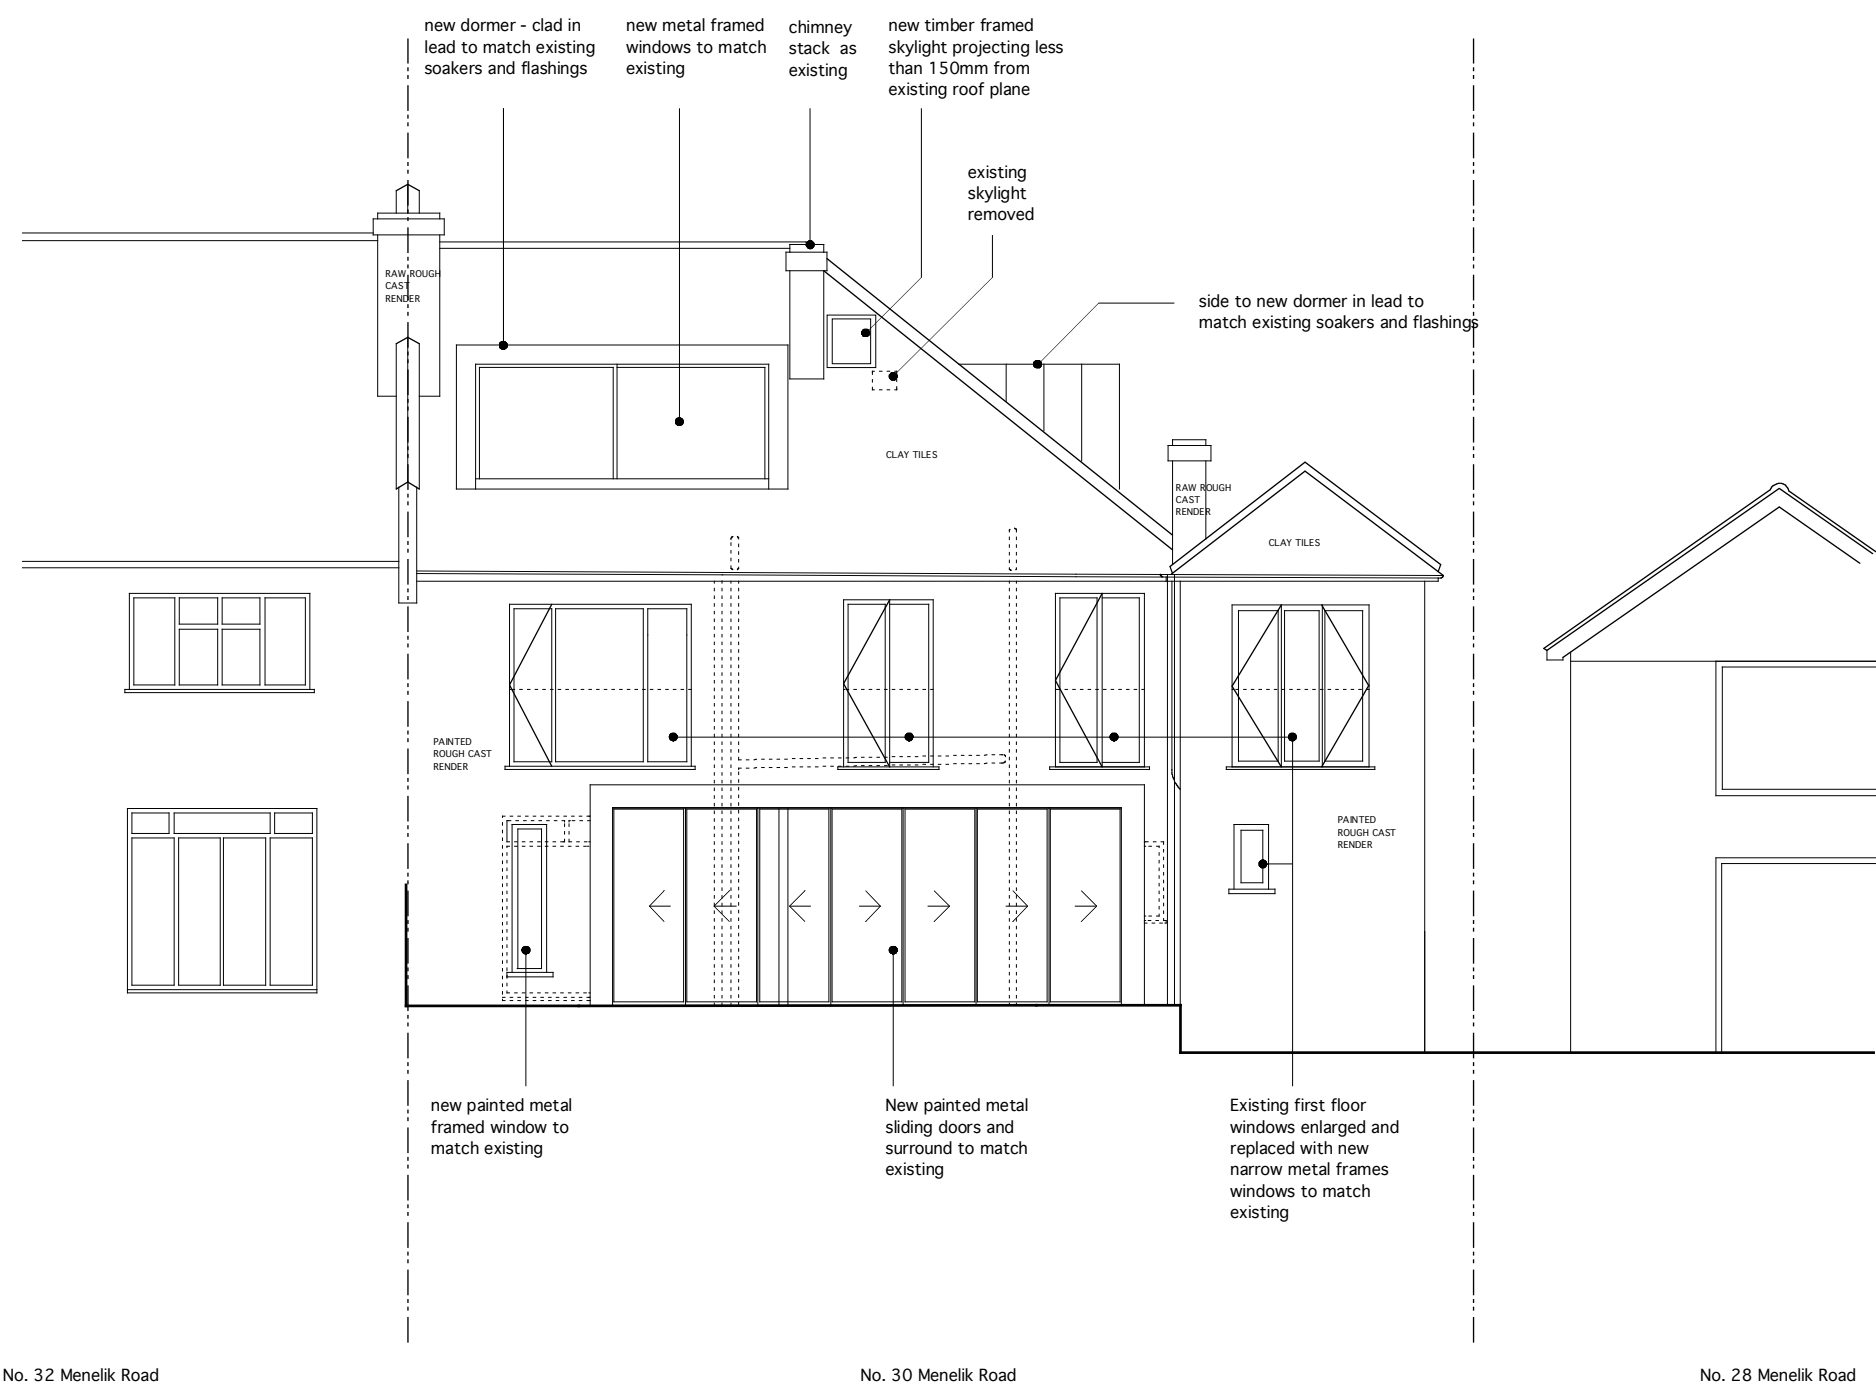 new dormer - clad in
lead to match existing
soakers and flashings
new metal framed
windows to match
existing
chimney
stack as
existing
new timber framed
skylight projecting less
than 150mm from
existing roof plane
existing
skylight
removed
side to new dormer in lead to
match existing soakers and flashings
RAW ROUGH
CAST
RENDER
CLAY TILES
RAW ROUGH
CAST
RENDER
CLAY TILES
PAINTED
ROUGH CAST
RENDER
PAINTED
ROUGH CAST
RENDER
new painted metal
framed window to
match existing
New painted metal
sliding doors and
surround to match
existing
Existing first floor
windows enlarged and
replaced with new
narrow metal frames
windows to match
existing
No. 32 Menelik Road
No. 30 Menelik Road
No. 28 Menelik Road